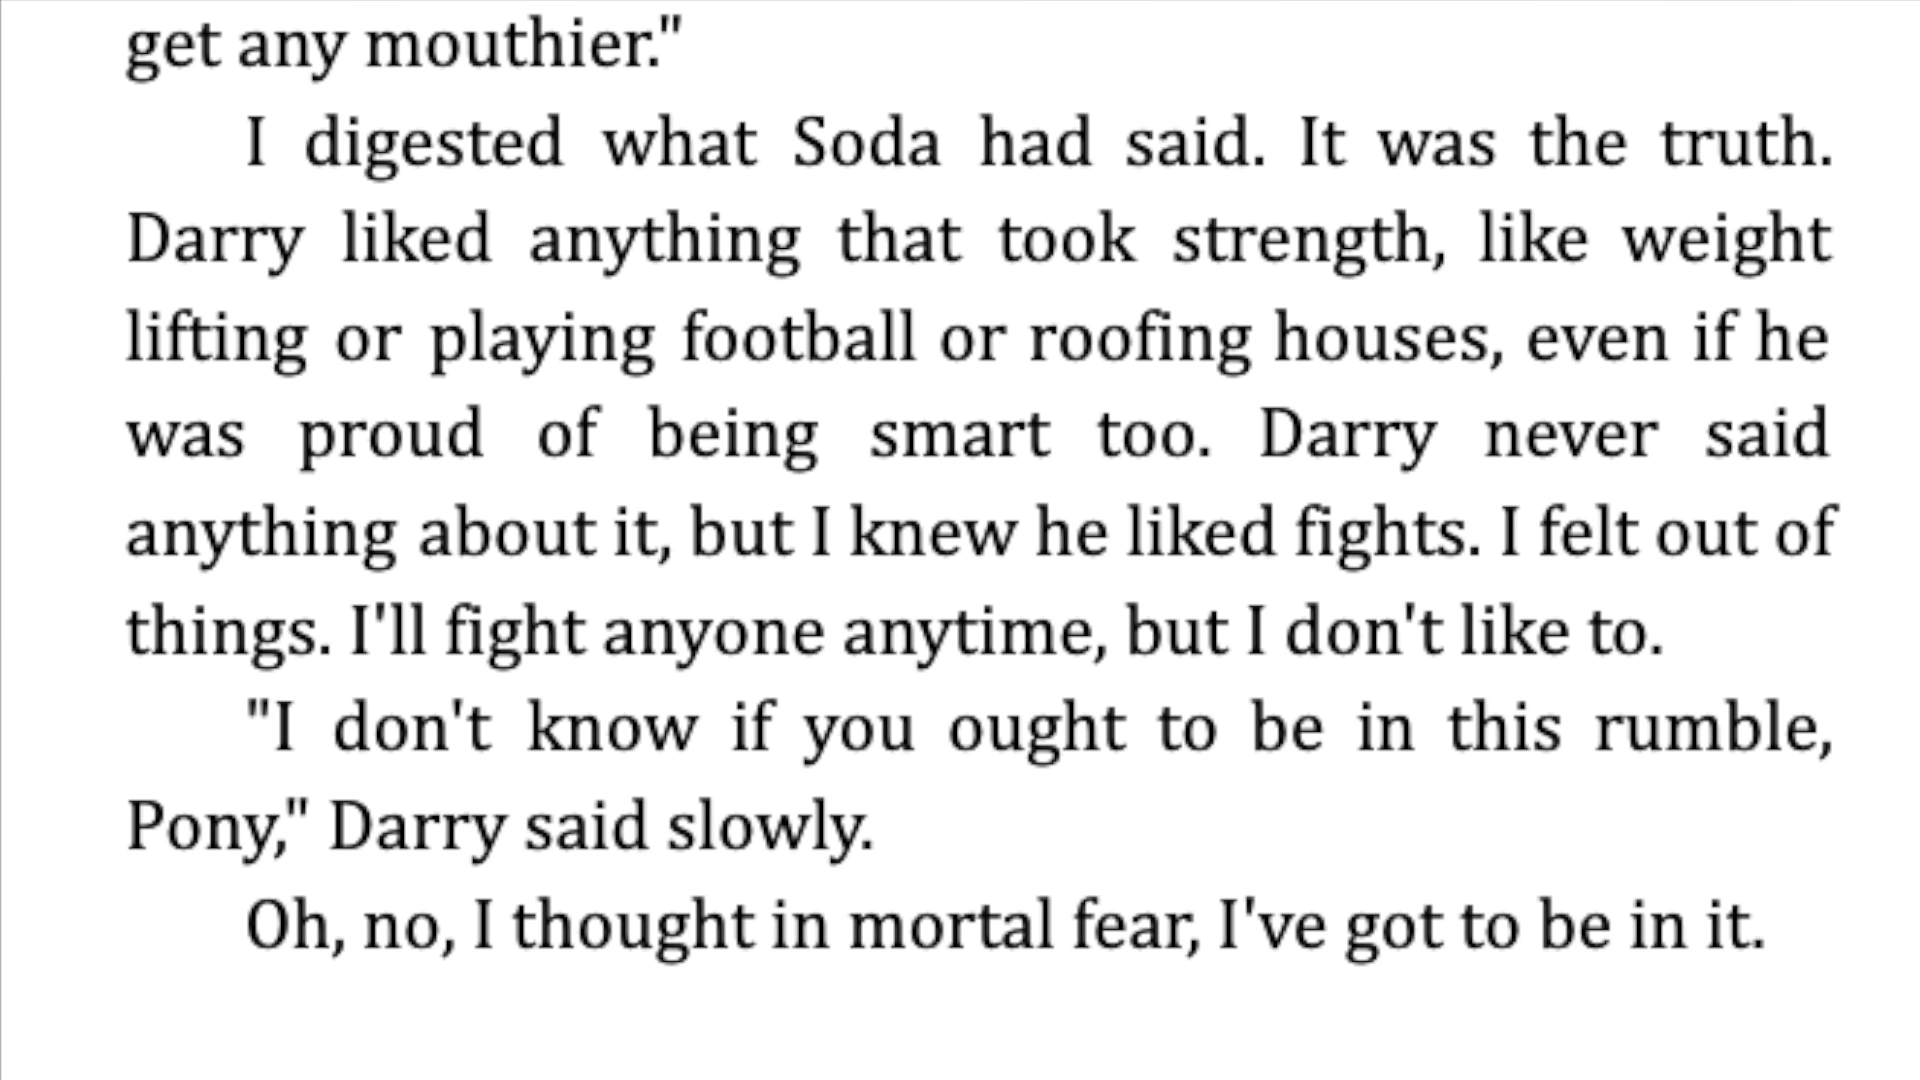 get any mouthier."
I digested what Soda had said. It was the truth.
Darry liked anything that took strength, like weight
lifting or playing football or roofing houses, even if he
was proud of being smart too. Darry never said
anything about it, but I knew he liked fights. I felt out of
things. I'll fight anyone anytime, but I don't like to.
"I don't know if you ought to be in this rumble,
Pony," Darry said slowly.
Oh, no, I thought in mortal fear, I've got to be in it.